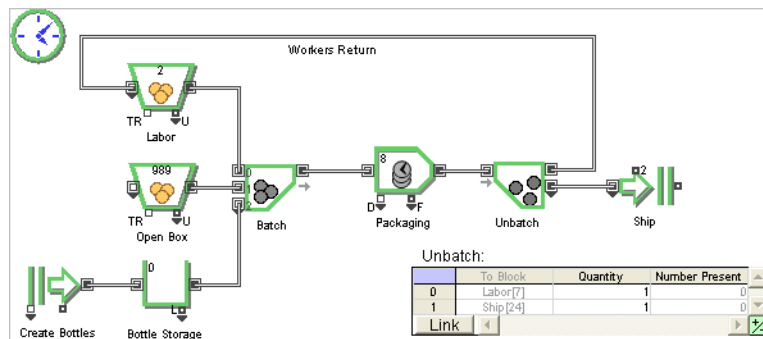 Workers Return
2
TR U
Labor
989
TR U
Open Box
0
1
2
Batch
8
D F
Packaging
Unbatch
2
Ship
0
L
Create Bottles
Bottle Storage
Unbatch:
To Block Quantity Number Present
0 Labor[7] 1 0
1 Ship[24] 1 0
Link